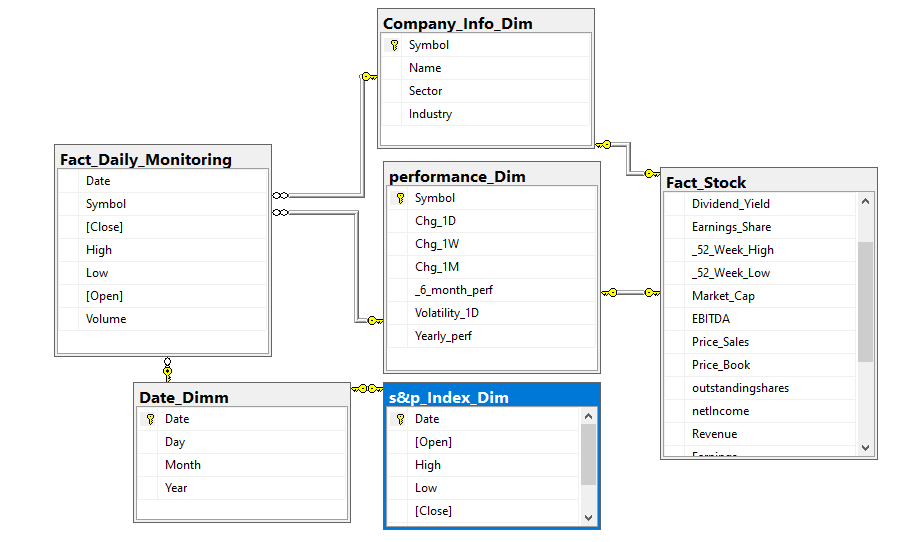 Company_Info_Dim
Symbol
Name
Sector
Industry
Fact_Daily_Monitoring
Date
Symbol
[Close]
High
Low
[Open]
Volume
performance_Dim
Symbol
Chg_1D
Chg_1W
Chg_1M
_6_month_perf
Volatility_1D
Yearly_perf
Fact_Stock
Dividend_Yield
Earnings_Share
_52_Week_High
_52_Week_Low
Market_Cap
EBITDA
Price_Sales
Price_Book
outstandingshares
netIncome
Revenue
Earnings
Date_Dimm
Date
Day
Month
Year
s&p_Index_Dim
Date
[Open]
High
Low
[Close]